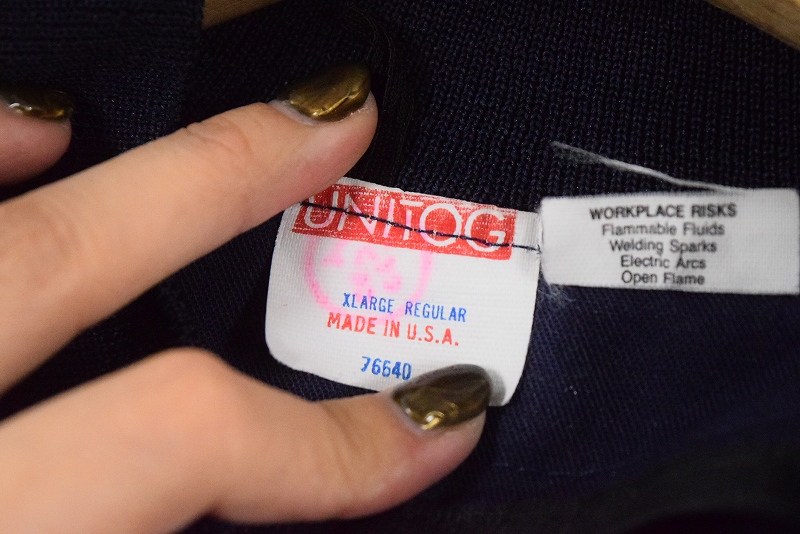 UNITOG
XLARGE REGULAR
MADE IN U.S.A.
76640
WORKPLACE RISKS
Flammable Fluids
Welding Sparks
Electric Arcs
Open Flame